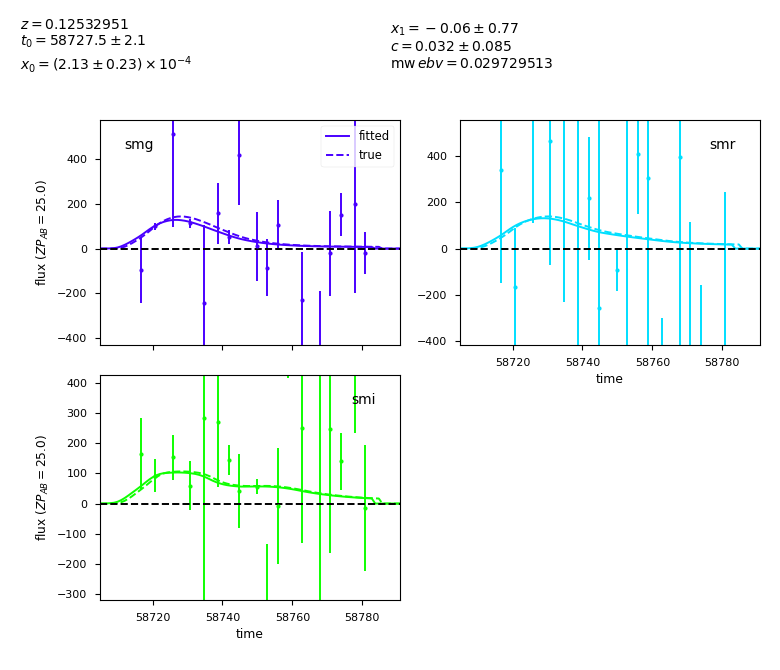 z = 0.12532951
t₀ = 58727.5 ± 2.1
x₀ = (2.13 ± 0.23) × 10⁻⁴
x₁ = −0.06 ± 0.77
c = 0.032 ± 0.085
mw ebv = 0.029729513
smg
fitted
true
400
200
0
−200
−400
flux (ZP_AB = 25.0)
smr
400
200
0
−200
−400
58720 58740 58760 58780
time
smi
400
300
200
100
0
−100
−200
−300
flux (ZP_AB = 25.0)
58720 58740 58760 58780
time